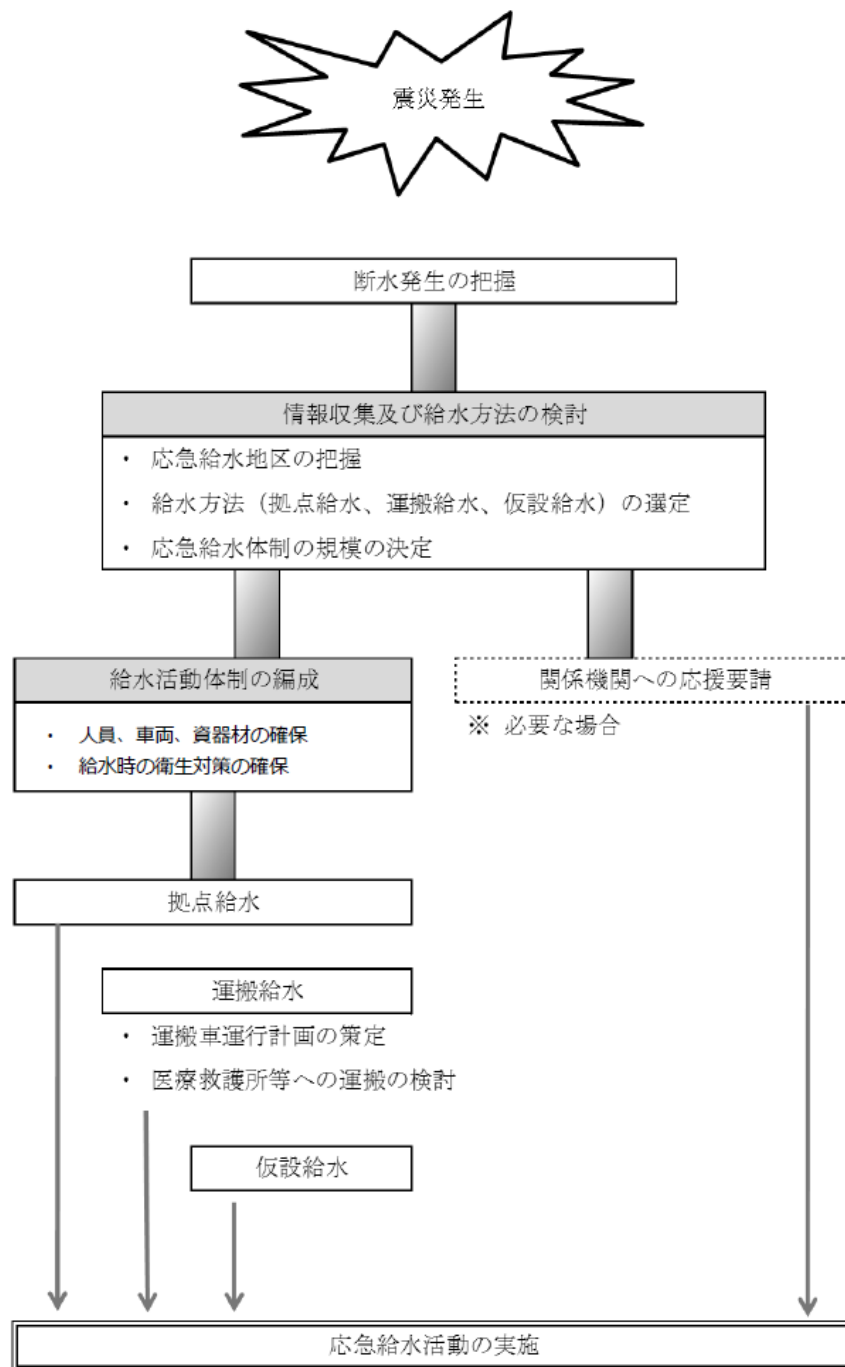 震災発生
断水発生の把握
情報収集及び給水方法の検討
・ 応急給水地区の把握
・ 給水方法（拠点給水、運搬給水、仮設給水）の選定
・ 応急給水体制の規模の決定
給水活動体制の編成
・ 人員、車両、資器材の確保
・ 給水時の衛生対策の確保
関係機関への応援要請
※ 必要な場合
拠点給水
運搬給水
・ 運搬車運行計画の策定
・ 医療救護所等への運搬の検討
仮設給水
応急給水活動の実施